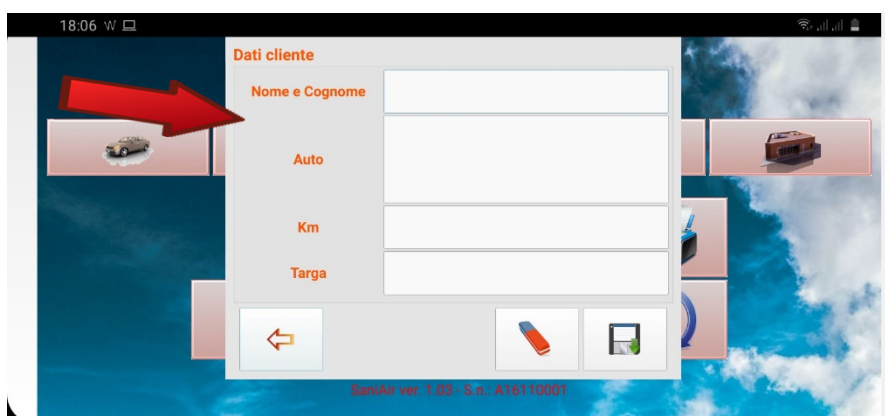 18:06
Dati cliente
Nome e Cognome
Auto
Km
Targa
SaniAir ver. 1.03 - S.n.: A16110001